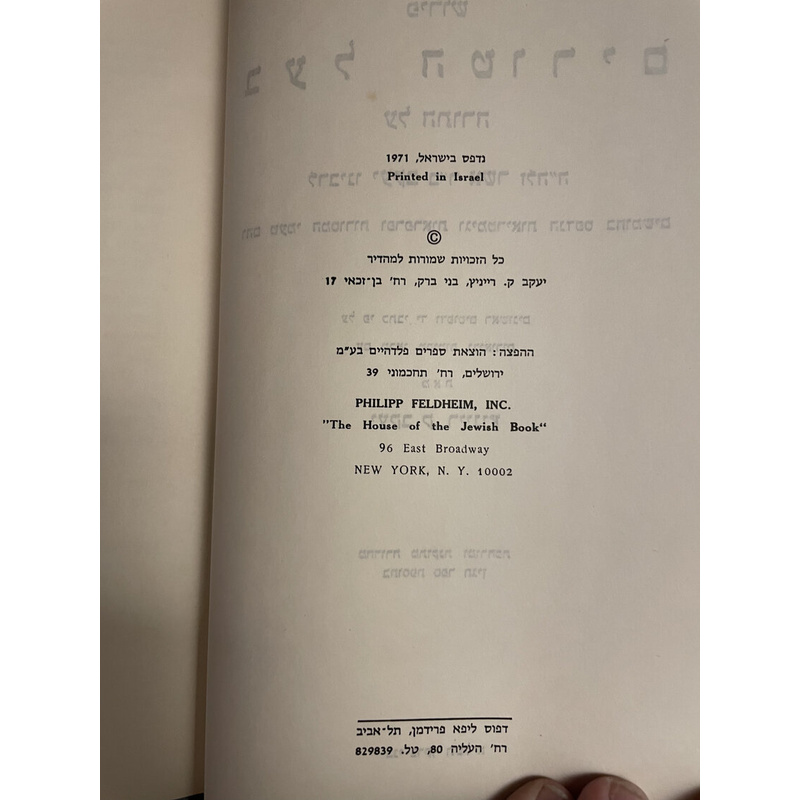 נדפס בישראל, 1971
Printed in Israel
©
כל הזכויות שמורות למהדיר
יעקב ק. רייניץ, בני ברק, רח׳ בן־זכאי 17
ההפצה: הוצאת ספרים פלדהיים בע״מ
ירושלים, רח׳ תחכמוני 39
PHILIPP FELDHEIM, INC.
"The House of the Jewish Book"
96 East Broadway
NEW YORK, N. Y. 10002
דפוס ליפא פרידמן, תל־אביב
רח׳ העליה 80, טל. 829839